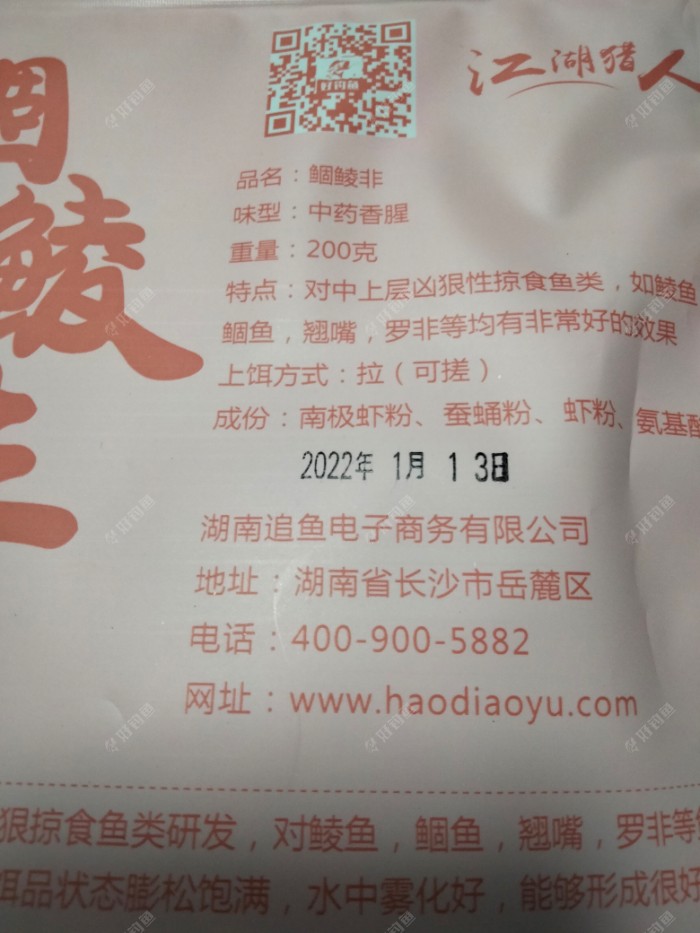 江湖猎人
鲴鲮非
品名：鲴鲮非
味型：中药香腥
重量：200克
特点：对中上层凶狠性掠食鱼类，如鲮鱼
鲴鱼，翘嘴，罗非等均有非常好的效果
上饵方式：拉（可搓）
成份：南极虾粉、蚕蛹粉、虾粉、氨基酸
2022年 1月 13日
湖南追鱼电子商务有限公司
地址：湖南省长沙市岳麓区
电话：400-900-5882
网址：www.haodiaoyu.com
狠掠食鱼类研发，对鲮鱼，鲴鱼，翘嘴，罗非等
饵品状态膨松饱满，水中雾化好，能够形成很好
好钓鱼